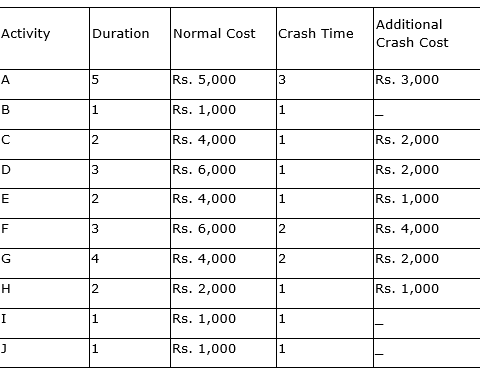 Activity Duration Normal Cost Crash Time Additional Crash Cost
A 5 Rs. 5,000 3 Rs. 3,000
B 1 Rs. 1,000 1 _
C 2 Rs. 4,000 1 Rs. 2,000
D 3 Rs. 6,000 1 Rs. 2,000
E 2 Rs. 4,000 1 Rs. 1,000
F 3 Rs. 6,000 2 Rs. 4,000
G 4 Rs. 4,000 2 Rs. 2,000
H 2 Rs. 2,000 1 Rs. 1,000
I 1 Rs. 1,000 1 _
J 1 Rs. 1,000 1 _